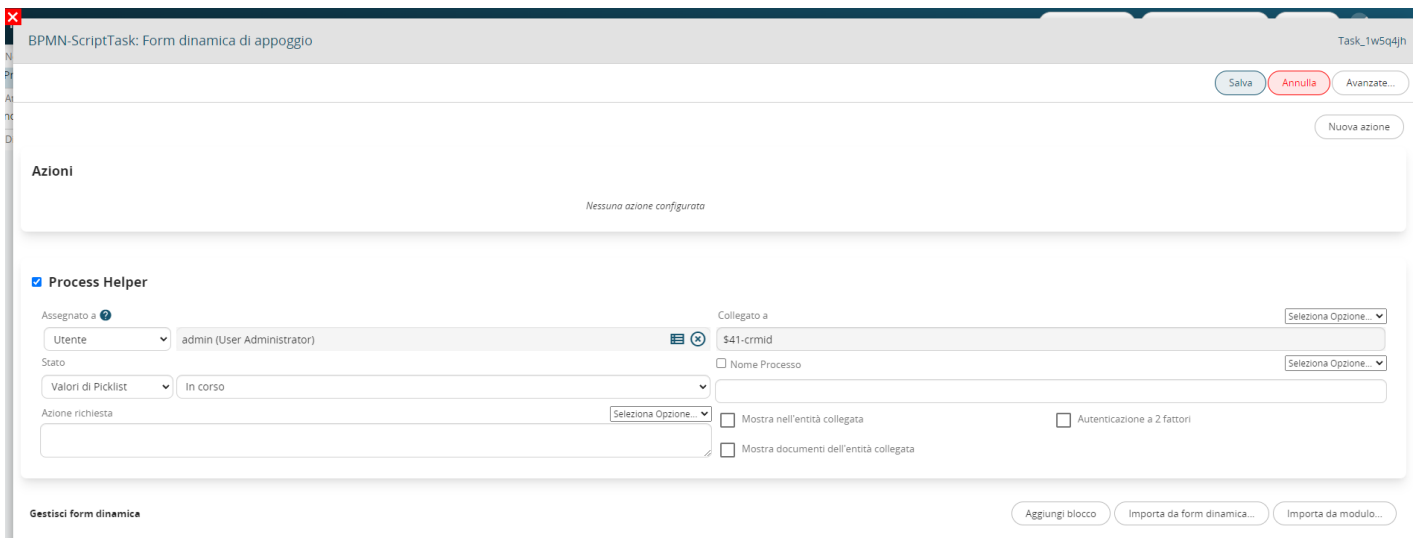 BPMN-ScriptTask: Form dinamica di appoggio
Task_1w5q4jh
Salva
Annulla
Avanzate...
Nuova azione
Azioni
Nessuna azione configurata
Process Helper
Assegnato a
Collegato a
Seleziona Opzione...
Utente
admin (User Administrator)
$41-crmid
Stato
Nome Processo
Seleziona Opzione...
Valori di Picklist
In corso
Azione richiesta
Seleziona Opzione...
Mostra nell'entità collegata
Autenticazione a 2 fattori
Mostra documenti dell'entità collegata
Gestisci form dinamica
Aggiungi blocco
Importa da form dinamica...
Importa da modulo...